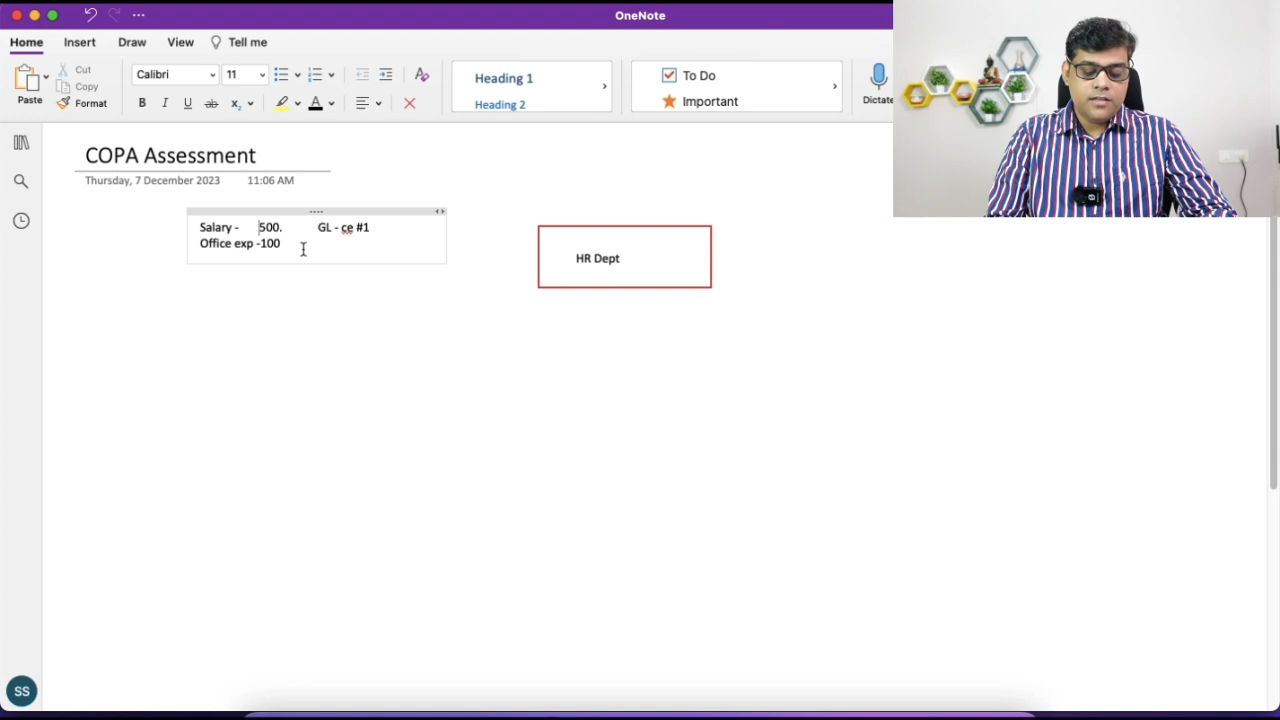 OneNote
Home Insert Draw View Tell me
Paste
Cut
Copy
Format
Calibri 11
B I U ab x2 A
Heading 1
Heading 2
To Do
Important
Dictate
COPA Assessment
Thursday, 7 December 2023 11:06 AM
Salary - 500. GL - ce #1
Office exp -100
HR Dept
SS